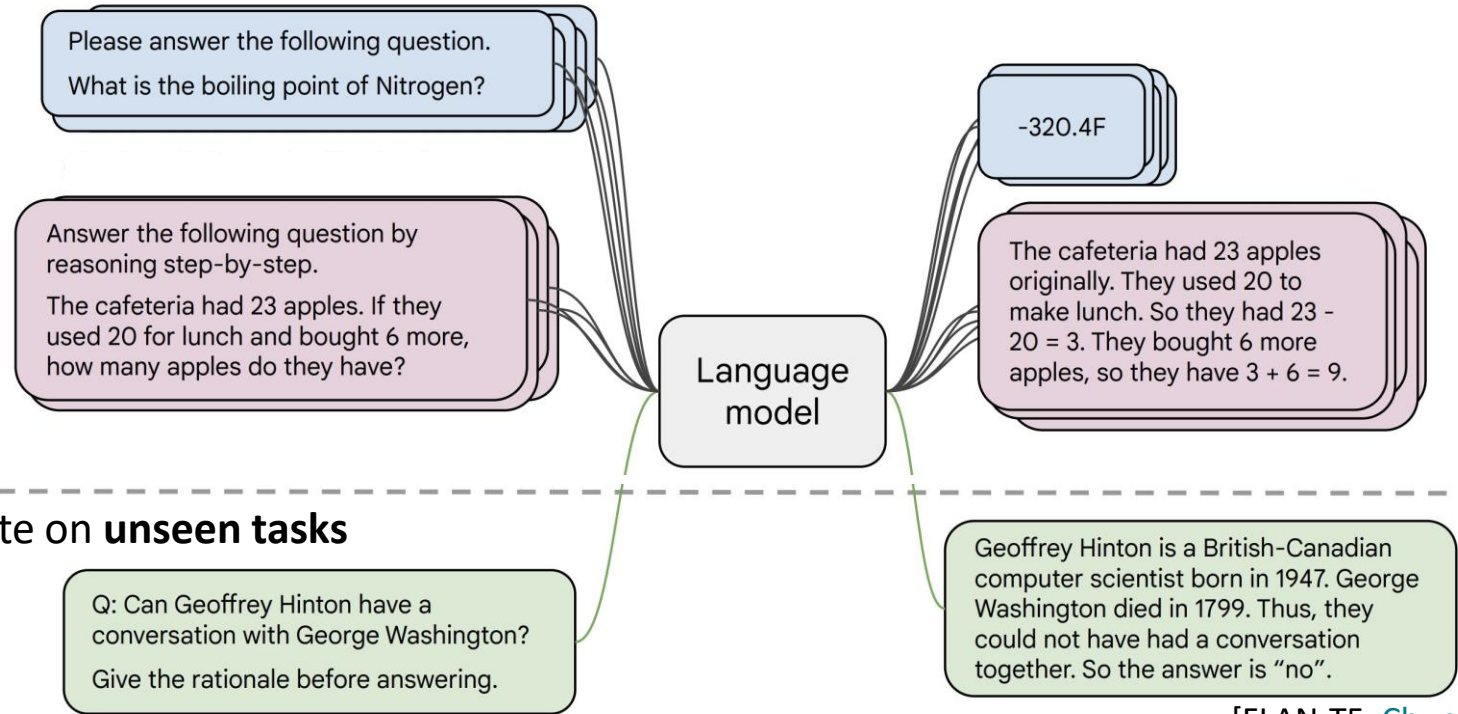 Please answer the following question.
What is the boiling point of Nitrogen?
-320.4F
Answer the following question by
reasoning step-by-step.
The cafeteria had 23 apples. If they
used 20 for lunch and bought 6 more,
how many apples do they have?
Language
model
The cafeteria had 23 apples
originally. They used 20 to
make lunch. So they had 23 -
20 = 3. They bought 6 more
apples, so they have 3 + 6 = 9.
te on unseen tasks
Q: Can Geoffrey Hinton have a
conversation with George Washington?
Give the rationale before answering.
Geoffrey Hinton is a British-Canadian
computer scientist born in 1947. George
Washington died in 1799. Thus, they
could not have had a conversation
together. So the answer is “no”.